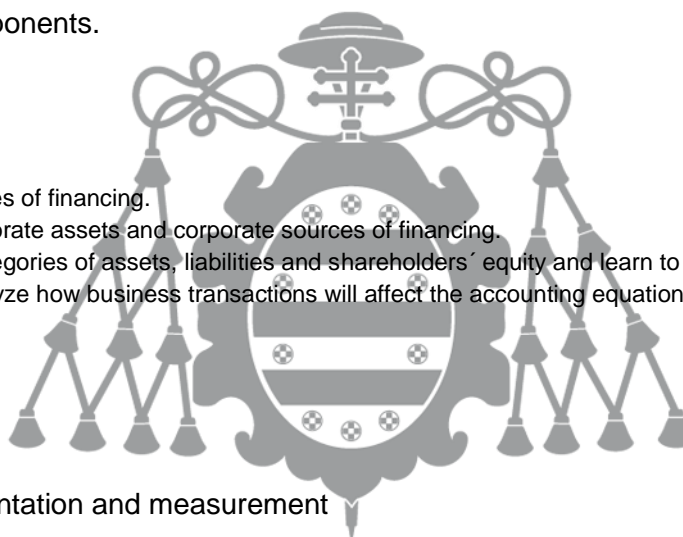 ponents.
es of financing.
orate assets and corporate sources of financing.
egories of assets, liabilities and shareholders´ equity and learn to
yze how business transactions will affect the accounting equation
ntation and measurement